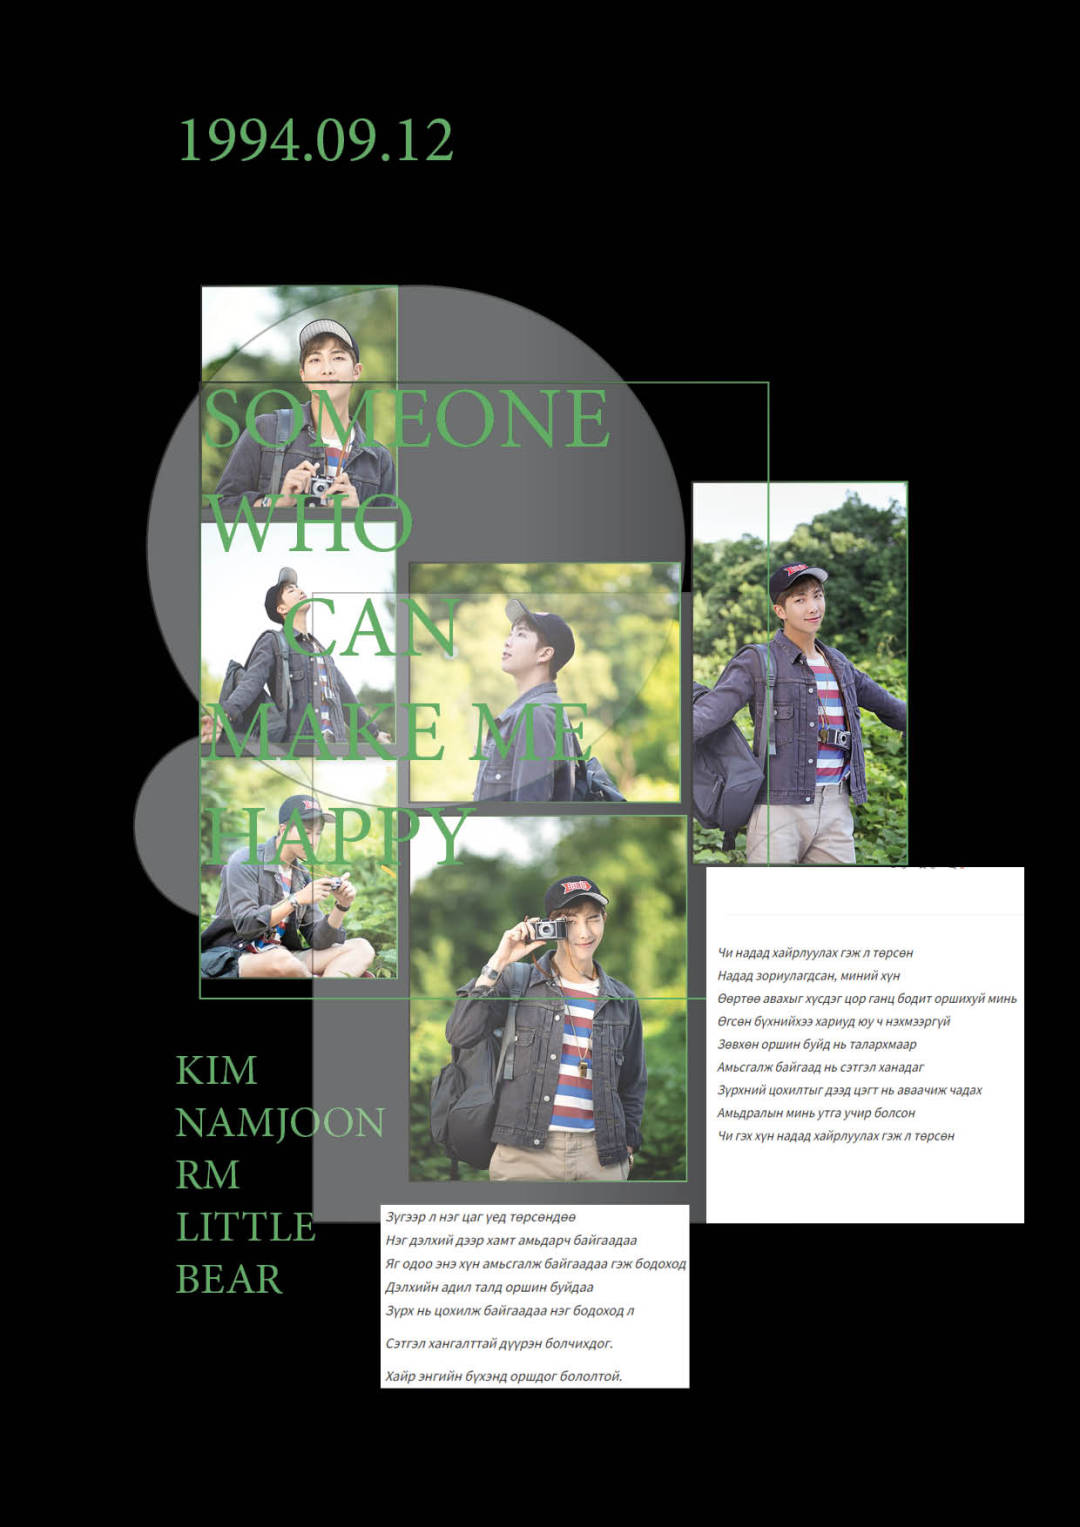 1994.09.12
SOMEONE
WHO
CAN
MAKE ME
HAPPY
Чи надад хайрлуулах гэж л төрсөн
Надад зориулагдсан, миний хүн
Өөртөө авахыг хүсдэг цор ганц бодит оршихуй минь
Өгсөн бүхнийхээ хариуд юу ч нэхмээргүй
Зөвхөн оршин буйд нь талархмаар
Амьсгалж байгаад нь сэтгэл ханадаг
Зүрхний цохилтыг дээд цэгт нь аваачиж чадах
Амьдралын минь утга учир болсон
Чи гэх хүн надад хайрлуулах гэж л төрсөн
KIM
NAMJOON
RM
LITTLE
BEAR
Зүгээр л нэг цаг үед төрсөндөө
Нэг дэлхий дээр хамт амьдарч байгаадаа
Яг одоо энэ хүн амьсгалж байгаадаа гэж бодоход
Дэлхийн адил талд оршин буйдаа
Зүрх нь цохилж байгаадаа нэг бодоход л
Сэтгэл хангалттай дүүрэн болчихдог.
Хайр энгийн бүхэнд оршдог бололтой.